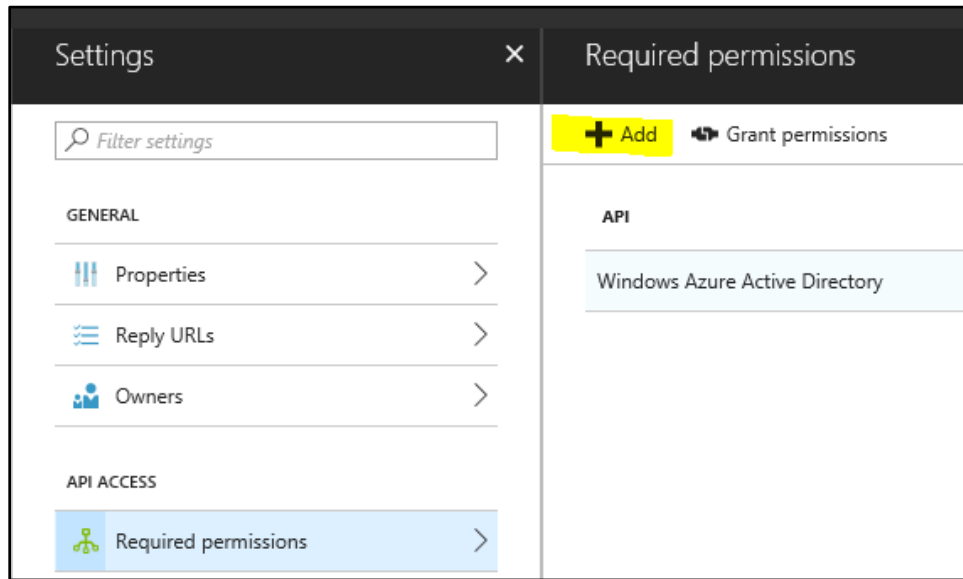 Settings
Filter settings
GENERAL
Properties
Reply URLs
Owners
API ACCESS
Required permissions
Required permissions
Add Grant permissions
API
Windows Azure Active Directory